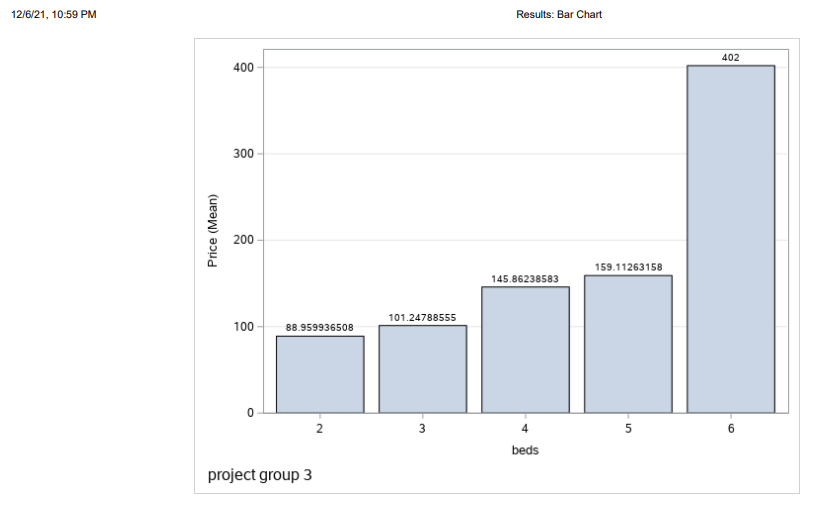 12/6/21, 10:59 PM Results: Bar Chart
402
400
300
200
100
0
Price (Mean)
88.959936508
101.24788555
145.86238583
159.11263158
2 3 4 5 6
beds
project group 3